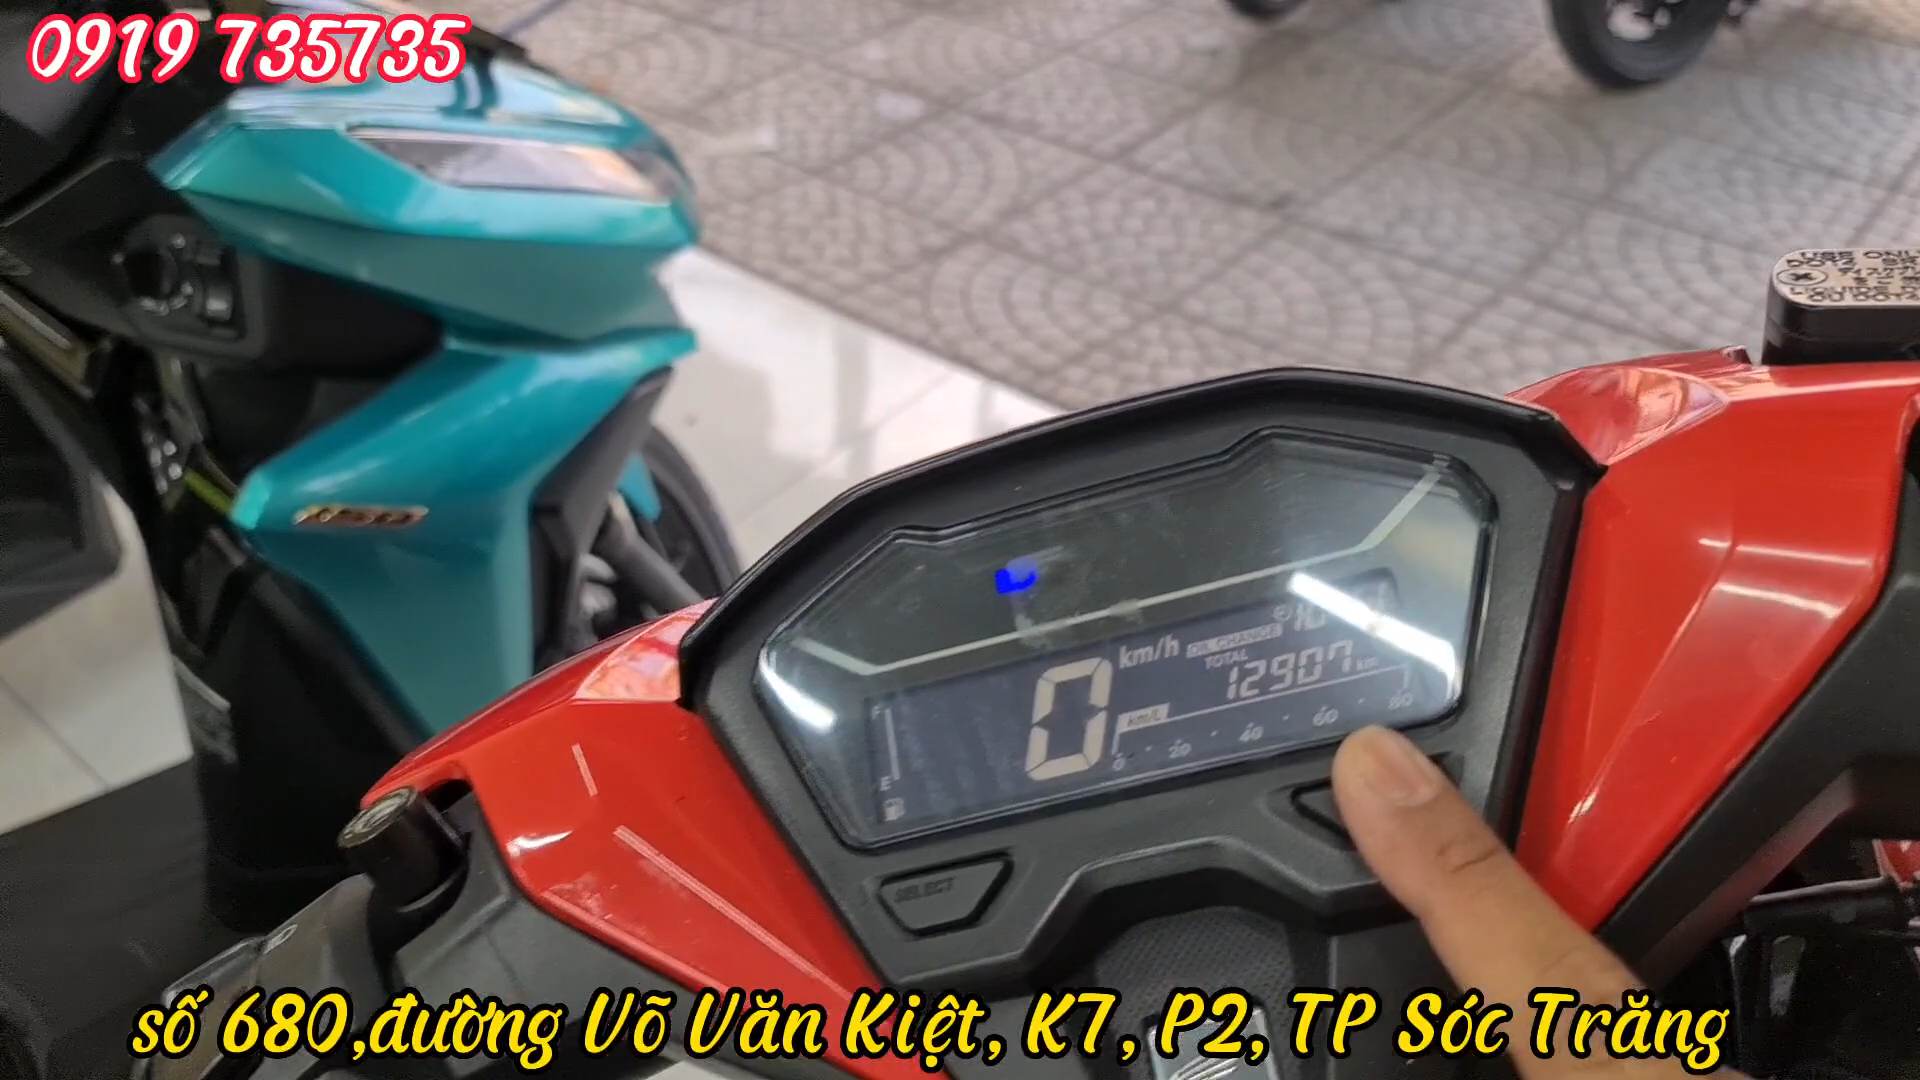 0919 735735
km/h
OIL CHANGE
TOTAL
12907 km
0
km/L
0 20 40 60 80
E
SELECT
số 680,đường Võ Văn Kiệt, K7, P2, TP Sóc Trăng